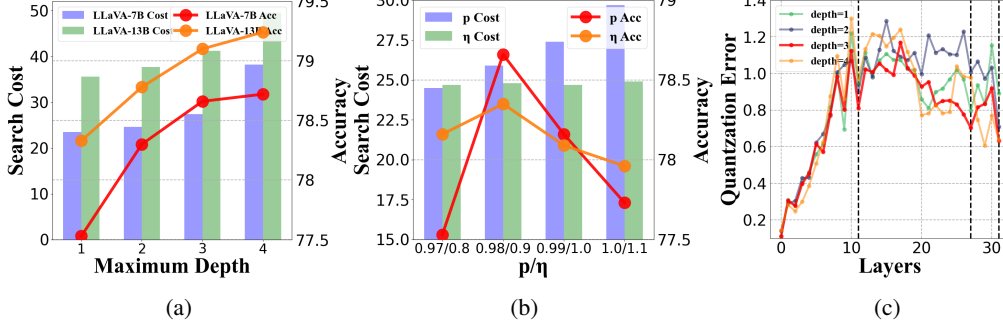 50
40
30
20
10
0
Search Cost
LLaVA-7B Cost
LLaVA-13B Cos
LLaVA-7B Acc
LLaVA-13B Acc
79.5
79
78.5
78
77.5
Accuracy
1 2 3 4
Maximum Depth
(a)
30.0
27.5
25.0
22.5
20.0
17.5
15.0
Search Cost
p Cost
η Cost
p Acc
η Acc
79
78.5
78
77.5
Accuracy
0.97/0.8 0.98/0.9 0.99/1.0 1.0/1.1
p/η
(b)
1.4
1.2
1.0
0.8
0.6
0.4
0.2
Quantzation Error
depth=1
depth=2
depth=3
depth=4
0 10 20 30
Layers
(c)